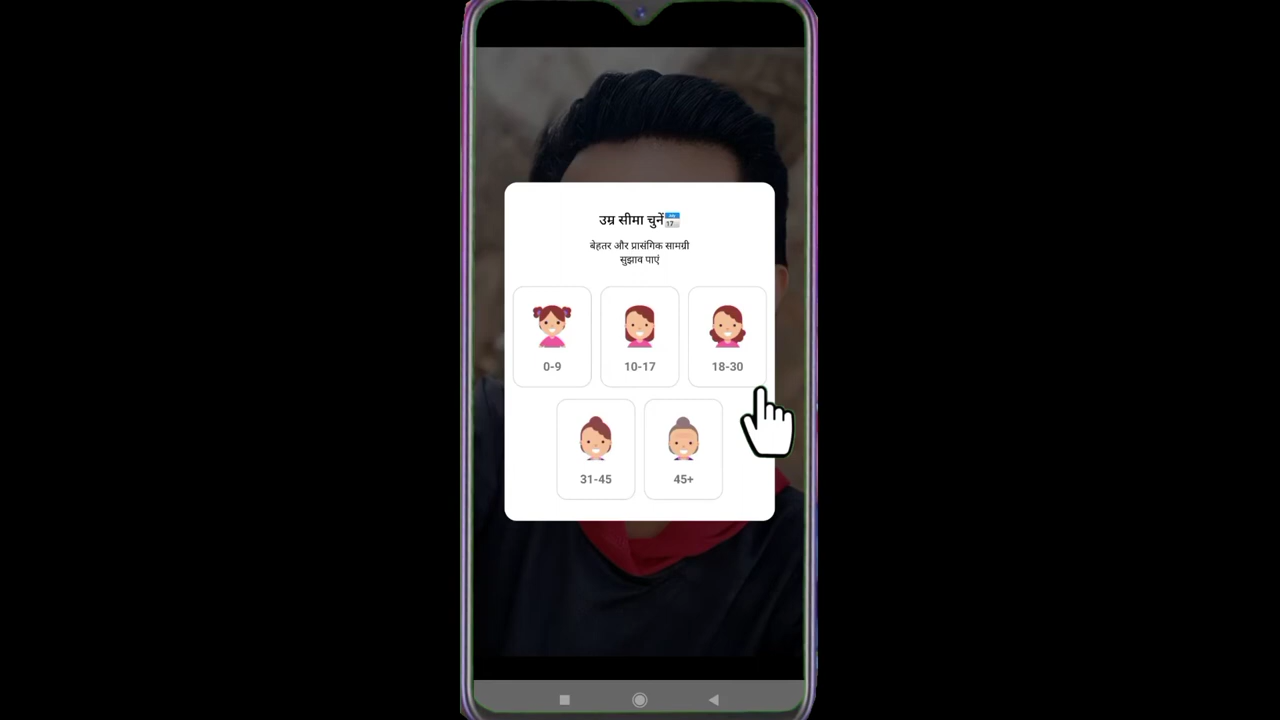 उम्र सीमा चुनें
बेहतर और प्रासंगिक सामग्री
सुझाव पाएं
0-9
10-17
18-30
31-45
45+